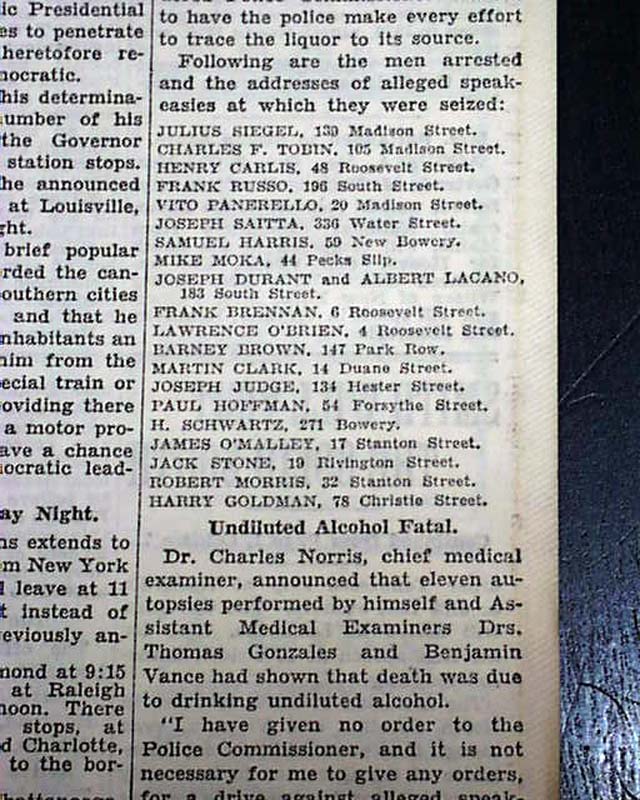 ic Presidential
es to penetrate
heretofore re-
nocratic.
his determina-
umber of his
the Governor
station stops.
he announced
at Louisville,
ght.
brief popular
rded the can-
outhern cities
and that he
nhabitants an
him from the
ecial train or
oviding there
a motor pro-
ave a chance
nocratic lead-
ay Night.
ns extends to
m New York
l leave at 11
t instead of
eviously an-
nond at 9:15
at Raleigh
noon. There
stops, at
d Charlotte,
to the bor-
to have the police make every effort
to trace the liquor to its source.
Following are the men arrested
and the addresses of alleged speak-
easies at which they were seized:
JULIUS SIEGEL, 139 Madison Street.
CHARLES F. TOBIN, 105 Madison Street.
HENRY CARLIS, 48 Roosevelt Street.
FRANK RUSSO, 196 South Street.
VITO PANERELLO, 20 Madison Street.
JOSEPH SAITTA, 336 Water Street.
SAMUEL HARRIS, 59 New Bowery.
MIKE MOKA, 44 Pecks Slip.
JOSEPH DURANT and ALBERT LACANO,
183 South Street.
FRANK BRENNAN, 6 Roosevelt Street.
LAWRENCE O'BRIEN, 4 Roosevelt Street.
BARNEY BROWN, 147 Park Row.
MARTIN CLARK, 14 Duane Street.
JOSEPH JUDGE, 134 Hester Street.
PAUL HOFFMAN, 54 Forsythe Street.
H. SCHWARTZ, 271 Bowery.
JAMES O'MALLEY, 17 Stanton Street.
JACK STONE, 19 Rivington Street.
ROBERT MORRIS, 32 Stanton Street.
HARRY GOLDMAN, 78 Christie Street.
Undiluted Alcohol Fatal.
Dr. Charles Norris, chief medical
examiner, announced that eleven au-
topsies performed by himself and As-
sistant Medical Examiners Drs.
Thomas Gonzales and Benjamin
Vance had shown that death was due
to drinking undiluted alcohol.
"I have given no order to the
Police Commissioner, and it is not
necessary for me to give any orders,
for a drive against alleged speak-